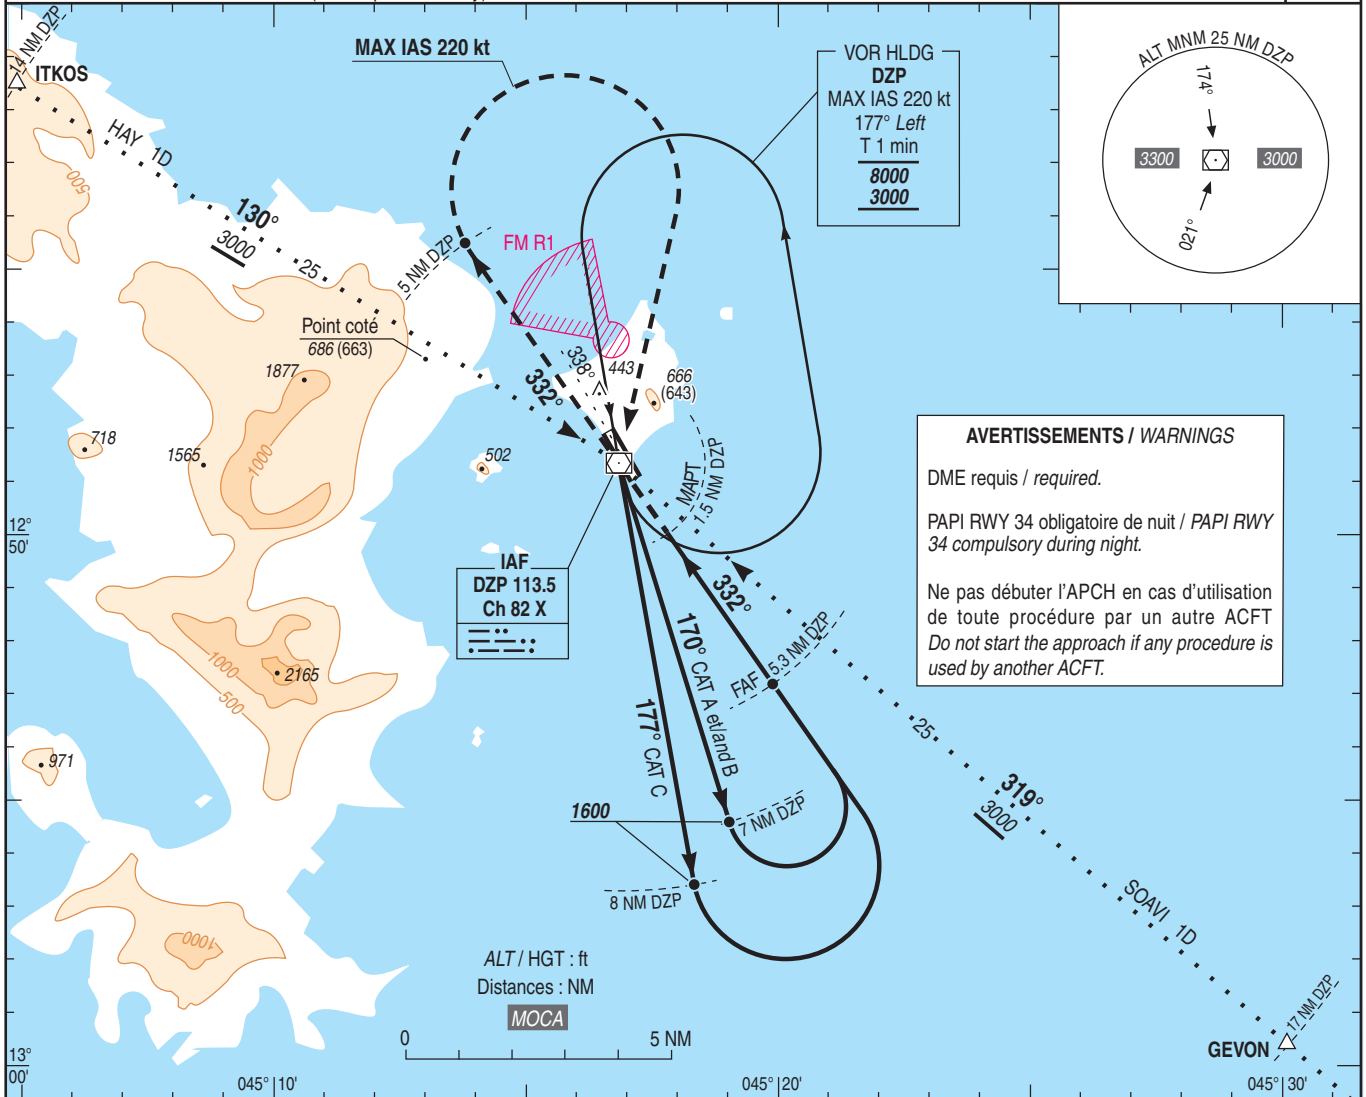 14 NM DZP
ITKOS
HAY 1D
500
130°
3000
25
MAX IAS 220 kt
5 NM DZP
FM R1
VOR HLDG
DZP
MAX IAS 220 kt
177° Left
T 1 min
8000
3000
ALT MNM 25 NM DZP
174°
3300
3000
021°
Point coté
686 (663)
1877
718
1565
1000
502
332°
338°
443
666
(643)
MAPT
1.5 NM DZP
12°
50'
IAF
DZP 113.5
Ch 82 X
AVERTISSEMENTS / WARNINGS
DME requis / required.
PAPI RWY 34 obligatoire de nuit / PAPI RWY
34 compulsory during night.
Ne pas débuter l'APCH en cas d'utilisation
de toute procédure par un autre ACFT
Do not start the approach if any procedure is
used by another ACFT.
332°
170° CAT A et/and B
177° CAT C
FAF 5.3 NM DZP
1000
2165
500
971
25
319°
3000
1600
7 NM DZP
8 NM DZP
SOAVI 1D
1000
ALT / HGT : ft
Distances : NM
MOCA
0
5 NM
17 NM DZP
GEVON
13°
00'
045° 10'
045° 20'
045° 30'